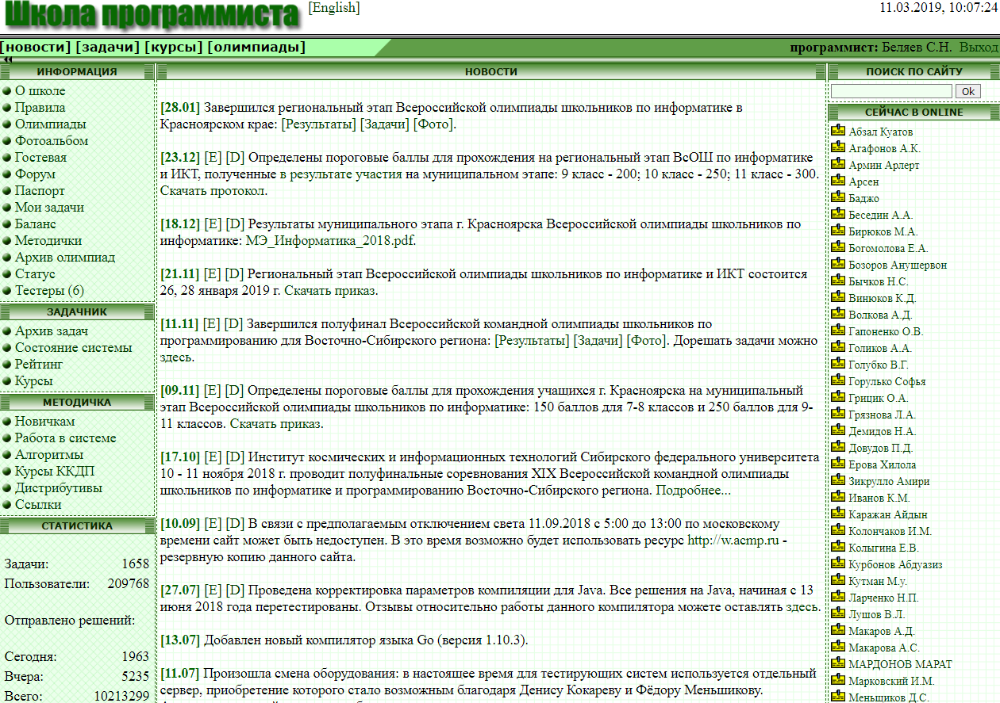 Школа программиста
[English]
11.03.2019, 10:07:24
[новости] [задачи] [курсы] [олимпиады]
программист: Беляев С.Н. Выход
ИНФОРМАЦИЯ
О школе
Правила
Олимпиады
Фотоальбом
Гостевая
Форум
Паспорт
Мои задачи
Баланс
Методички
Архив олимпиад
Статус
Тестеры (6)
ЗАДАЧНИК
Архив задач
Состояние системы
Рейтинг
Курсы
МЕТОДИЧКА
Новичкам
Работа в системе
Алгоритмы
Курсы ККДП
Дистрибутивы
Ссылки
СТАТИСТИКА
Задачи: 1658
Пользователи: 209768
Отправлено решений:
Сегодня: 1963
Вчера: 5235
Всего: 10213299
НОВОСТИ
[28.01] Завершился региональный этап Всероссийской олимпиады школьников по информатике в
Красноярском крае: [Результаты] [Задачи] [Фото].
[23.12] [E] [D] Определены пороговые баллы для прохождения на региональный этап ВсОШ по информатике
и ИКТ, полученные в результате участия на муниципальном этапе: 9 класс - 200; 10 класс - 250; 11 класс - 300.
Скачать протокол.
[18.12] [E] [D] Результаты муниципального этапа г. Красноярска Всероссийской олимпиады школьников по
информатике: МЭ_Информатика_2018.pdf.
[21.11] [E] [D] Региональный этап Всероссийской олимпиады школьников по информатике и ИКТ состоится
26, 28 января 2019 г. Скачать приказ.
[11.11] [E] [D] Завершился полуфинал Всероссийской командной олимпиады школьников по
программированию для Восточно-Сибирского региона: [Результаты] [Задачи] [Фото]. Дорешать задачи можно
здесь.
[09.11] [E] [D] Определены пороговые баллы для прохождения учащихся г. Красноярска на муниципальный
этап Всероссийской олимпиады школьников по информатике: 150 баллов для 7-8 классов и 250 баллов для 9-
11 классов. Скачать приказ.
[17.10] [E] [D] Институт космических и информационных технологий Сибирского федерального университета
10 - 11 ноября 2018 г. проводит полуфинальные соревнования XIX Всероссийской командной олимпиады
школьников по информатике и программированию Восточно-Сибирского региона. Подробнее...
[10.09] [E] [D] В связи с предполагаемым отключением света 11.09.2018 с 5:00 до 13:00 по московскому
времени сайт может быть недоступен. В это время возможно будет использовать ресурс http://w.acmp.ru -
резервную копию данного сайта.
[27.07] [E] [D] Проведена корректировка параметров компиляции для Java. Все решения на Java, начиная с 13
июня 2018 года перетестированы. Отзывы относительно работы данного компилятора можете оставлять здесь.
[13.07] Добавлен новый компилятор языка Go (версия 1.10.3).
[11.07] Произошла смена оборудования: в настоящее время для тестирующих систем используется отдельный
сервер, приобретение которого стало возможным благодаря Денису Кокареву и Фёдору Меньшикову.
ПОИСК ПО САЙТУ
Ok
СЕЙЧАС В ONLINE
Абзал Куатов
Агафонов А.К.
Армин Арлерт
Арсен
Баджо
Беседин А.А.
Бирюков М.А.
Богомолова Е.А.
Бозоров Анушервон
Бычков Н.С.
Винюков К.Д.
Волкова А.Д.
Гапоненко О.В.
Голиков А.А.
Голубко В.Г.
Горулько Софья
Грицик О.А.
Грязнова Л.А.
Демидов Н.А.
Довудов П.Д.
Ерова Хилола
Зикрулло Амири
Иванов К.М.
Каражан Айдын
Колончаков И.М.
Колыгина Е.В.
Курбонов Абдуазиз
Кутман М.у.
Ларченко Н.П.
Лушов В.Л.
Макаров А.Д.
Макарова А.С.
МАРДОНОВ МАРАТ
Марковский И.М.
Меньщиков Д.С.